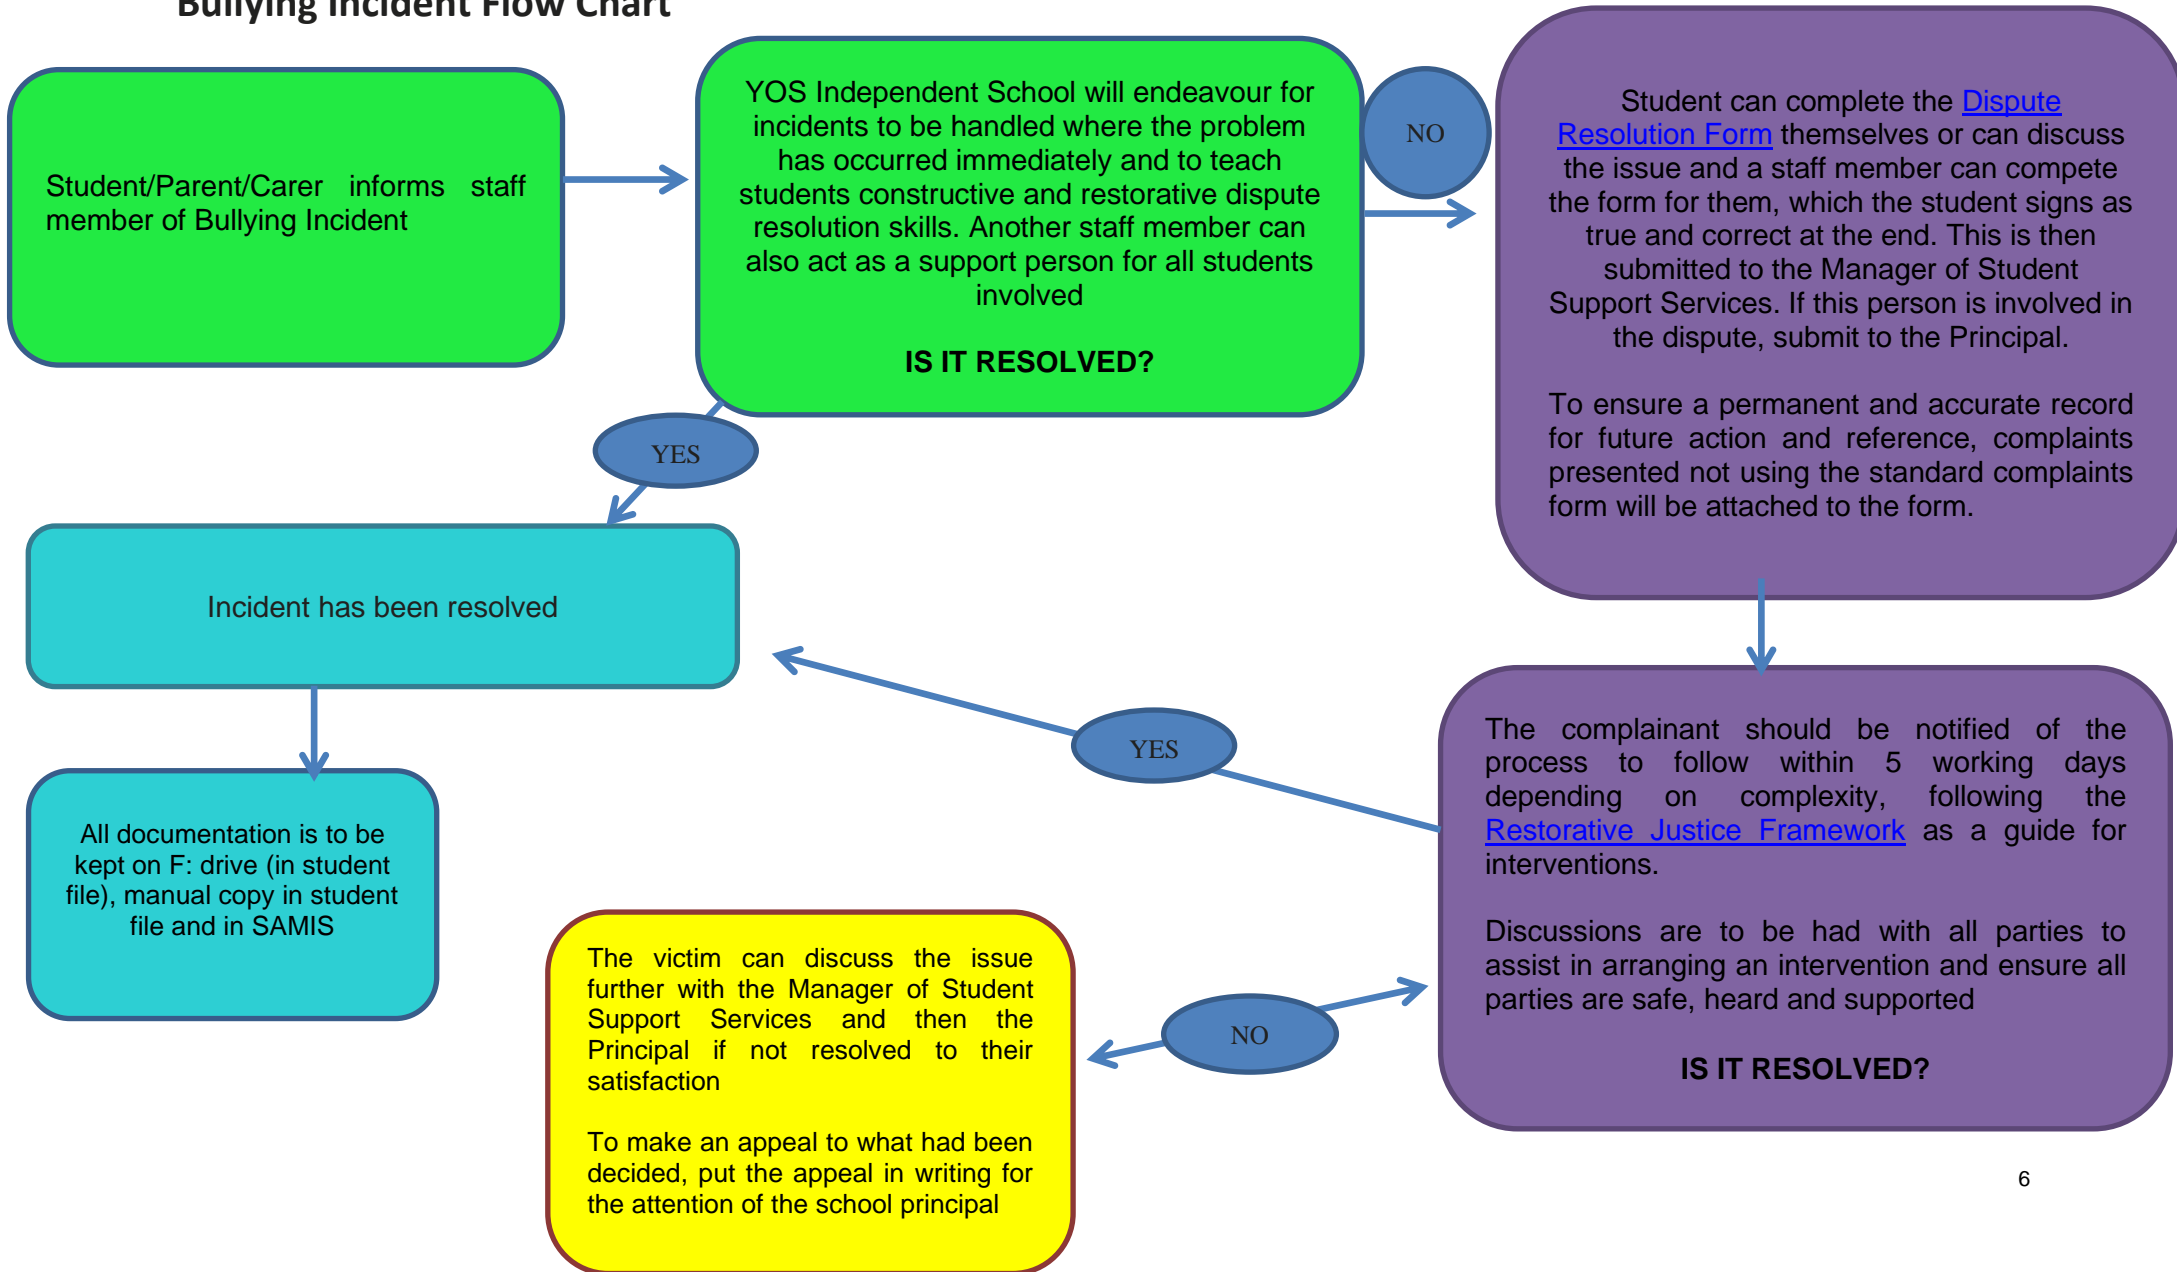 Bullying Incident Flow Chart
Student/Parent/Carer informs staff
member of Bullying Incident
YOS Independent School will endeavour for
incidents to be handled where the problem
has occurred immediately and to teach
students constructive and restorative dispute
resolution skills. Another staff member can
also act as a support person for all students
involved
IS IT RESOLVED?
NO
Student can complete the Dispute
Resolution Form themselves or can discuss
the issue and a staff member can compete
the form for them, which the student signs as
true and correct at the end. This is then
submitted to the Manager of Student
Support Services. If this person is involved in
the dispute, submit to the Principal.
To ensure a permanent and accurate record
for future action and reference, complaints
presented not using the standard complaints
form will be attached to the form.
YES
Incident has been resolved
YES
The complainant should be notified of the
process to follow within 5 working days
depending on complexity, following the
Restorative Justice Framework as a guide for
interventions.
Discussions are to be had with all parties to
assist in arranging an intervention and ensure all
parties are safe, heard and supported
IS IT RESOLVED?
All documentation is to be
kept on F: drive (in student
file), manual copy in student
file and in SAMIS
NO
The victim can discuss the issue
further with the Manager of Student
Support Services and then the
Principal if not resolved to their
satisfaction
To make an appeal to what had been
decided, put the appeal in writing for
the attention of the school principal
6